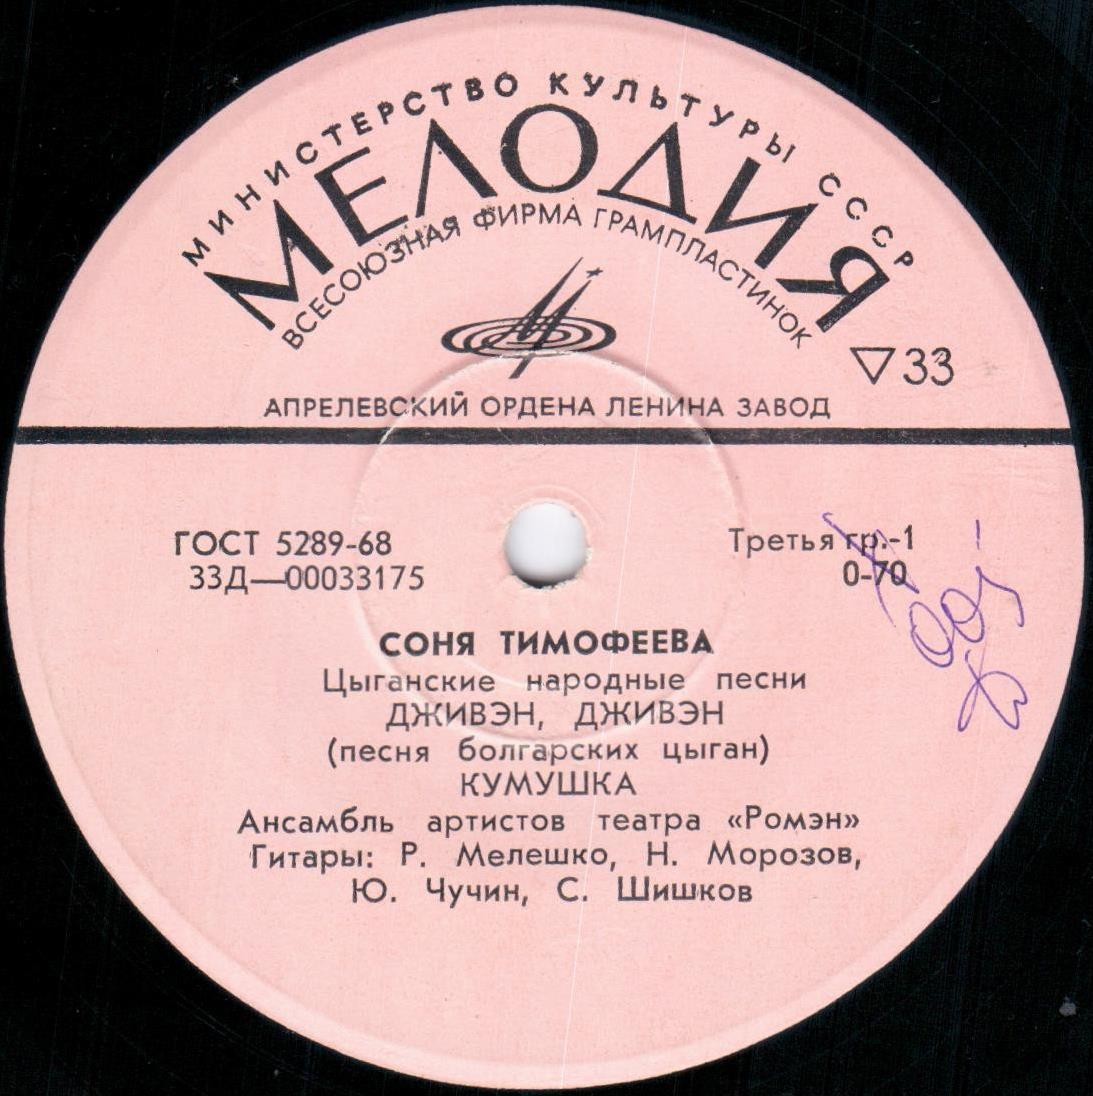 МИНИСТЕРСТВО КУЛЬТУРЫ СССР
МЕЛОДИЯ
ВСЕСОЮЗНАЯ ФИРМА ГРАМПЛАСТИНОК
▽33
АПРЕЛЕВСКИЙ ОРДЕНА ЛЕНИНА ЗАВОД
ГОСТ 5289-68
Третья гр.-1
33Д—00033175
0-70
СОНЯ ТИМОФЕЕВА
Цыганские народные песни
ДЖИВЭН, ДЖИВЭН
(песня болгарских цыган)
КУМУШКА
Ансамбль артистов театра «Ромэн»
Гитары: Р. Мелешко, Н. Морозов,
Ю. Чучин, С. Шишков